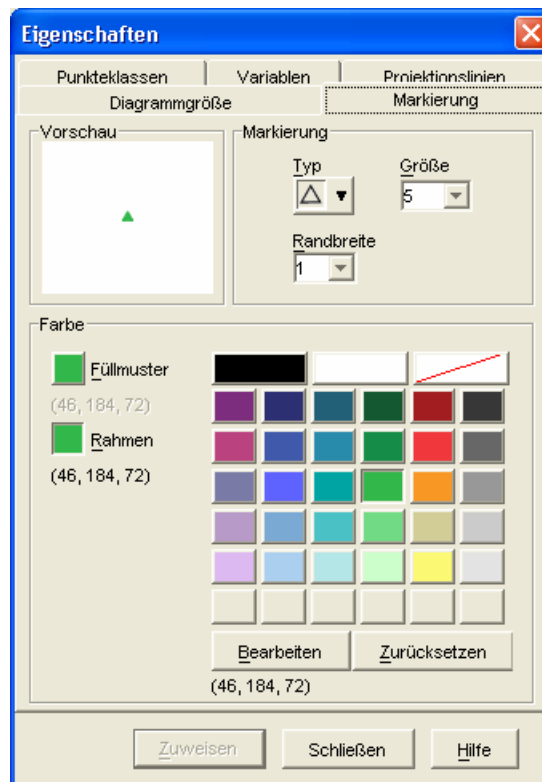 Eigenschaften
Punkteklassen Variablen Projektionslinien
Diagrammgröße Markierung
Vorschau Markierung
Typ Größe
5
Randbreite
1
Farbe
Füllmuster
(46, 184, 72)
Rahmen
(46, 184, 72)
Bearbeiten Zurücksetzen
(46, 184, 72)
Zuweisen Schließen Hilfe